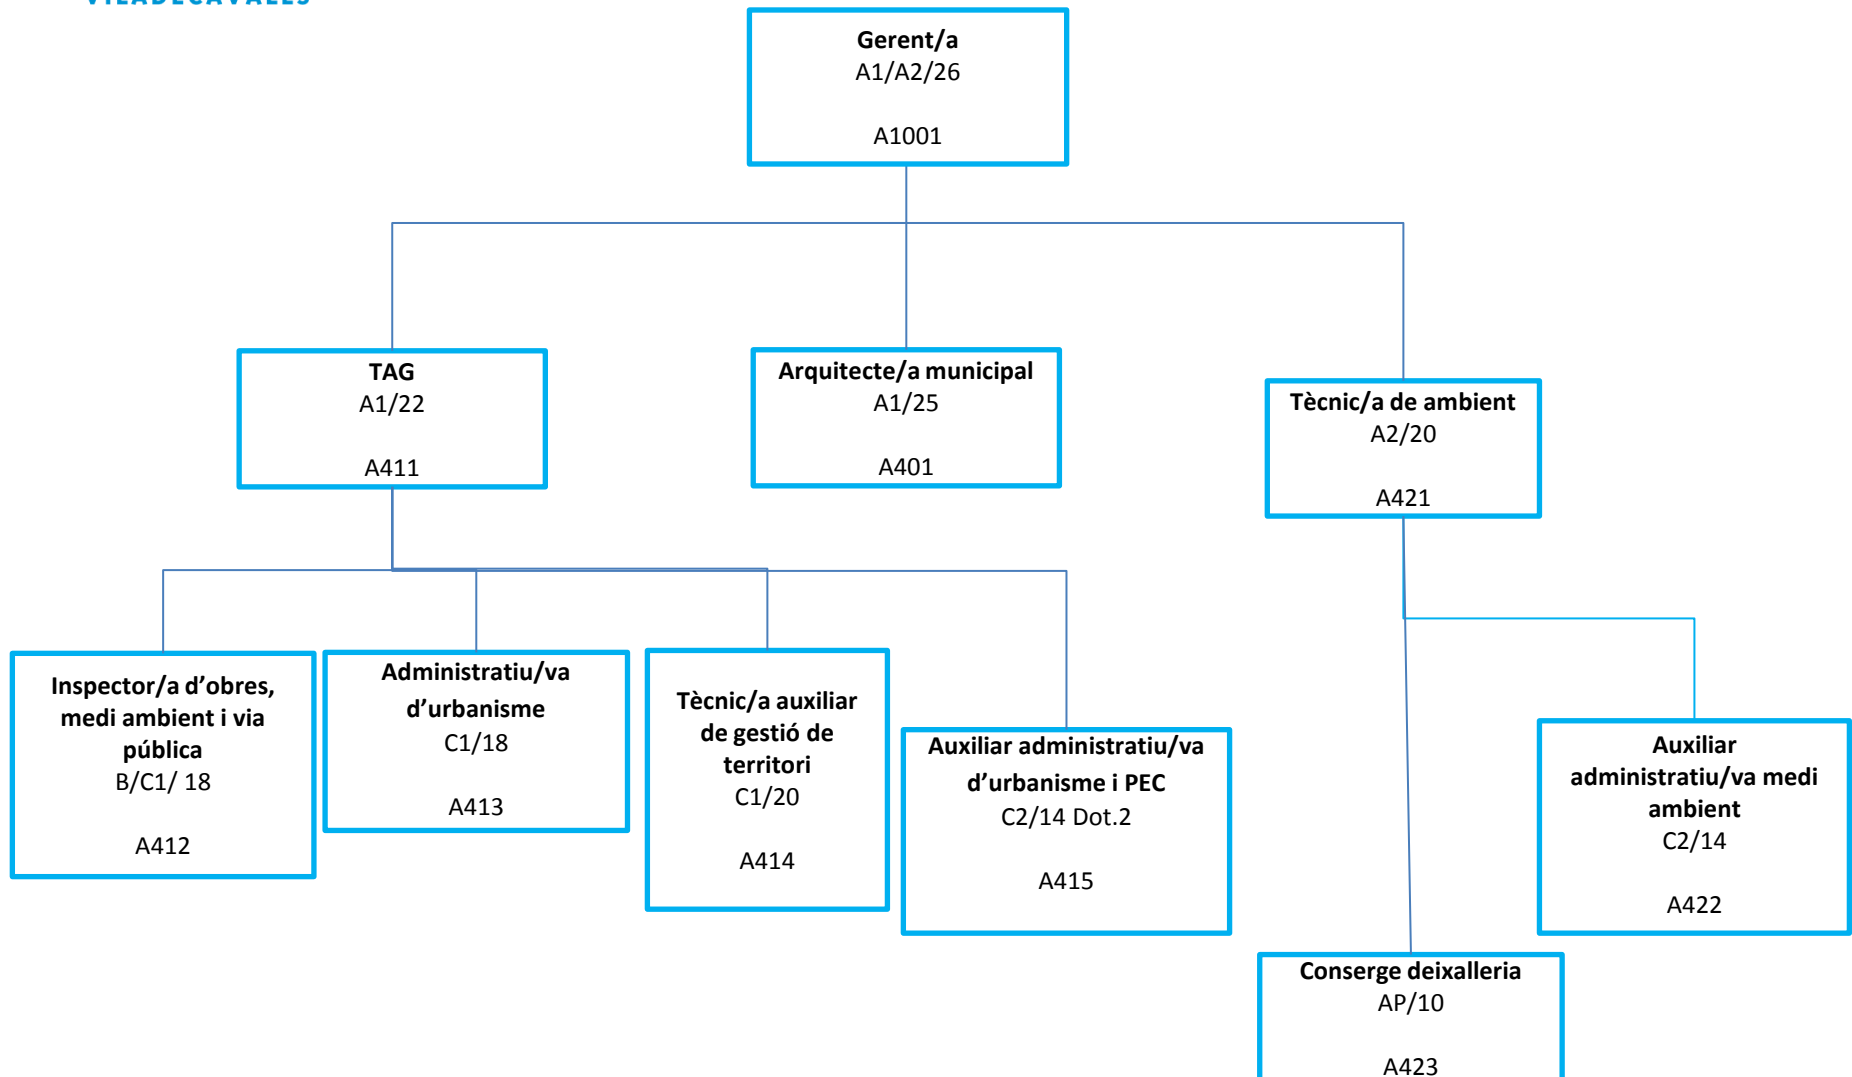 VILADECAVALLS
Gerent/a
A1/A2/26
A1001
TAG
A1/22
A411
Arquitecte/a municipal
A1/25
A401
Tècnic/a de ambient
A2/20
A421
Inspector/a d’obres,
medi ambient i via
pública
B/C1/ 18
A412
Administratiu/va
d’urbanisme
C1/18
A413
Tècnic/a auxiliar
de gestió de
territori
C1/20
A414
Auxiliar administratiu/va
d’urbanisme i PEC
C2/14 Dot.2
A415
Auxiliar
administratiu/va medi
ambient
C2/14
A422
Conserge deixalleria
AP/10
A423